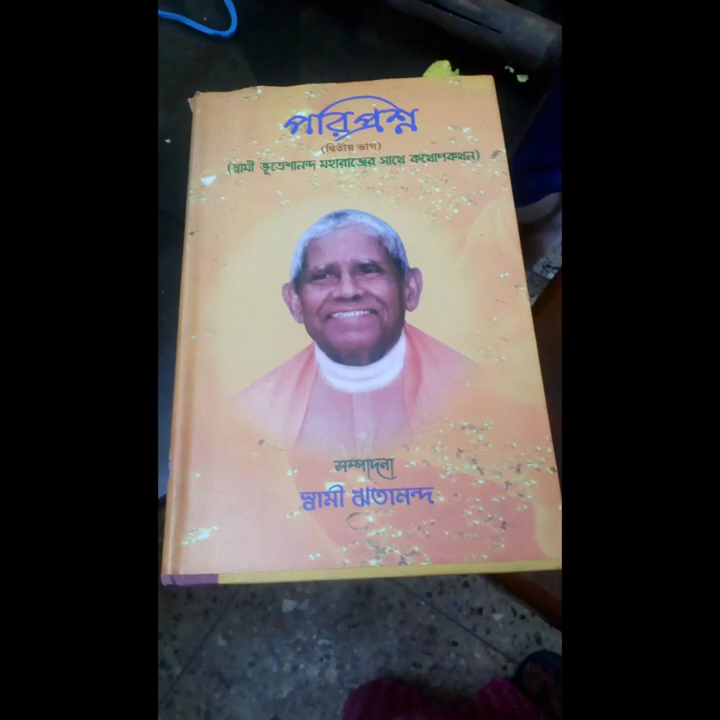 পরিপ্রশ্ন
(দ্বিতীয় ভাগ)
(স্বামী ভূতেশানন্দ মহারাজের সাথে কথোপকথন)
সম্পাদনা
স্বামী ঋতানন্দ